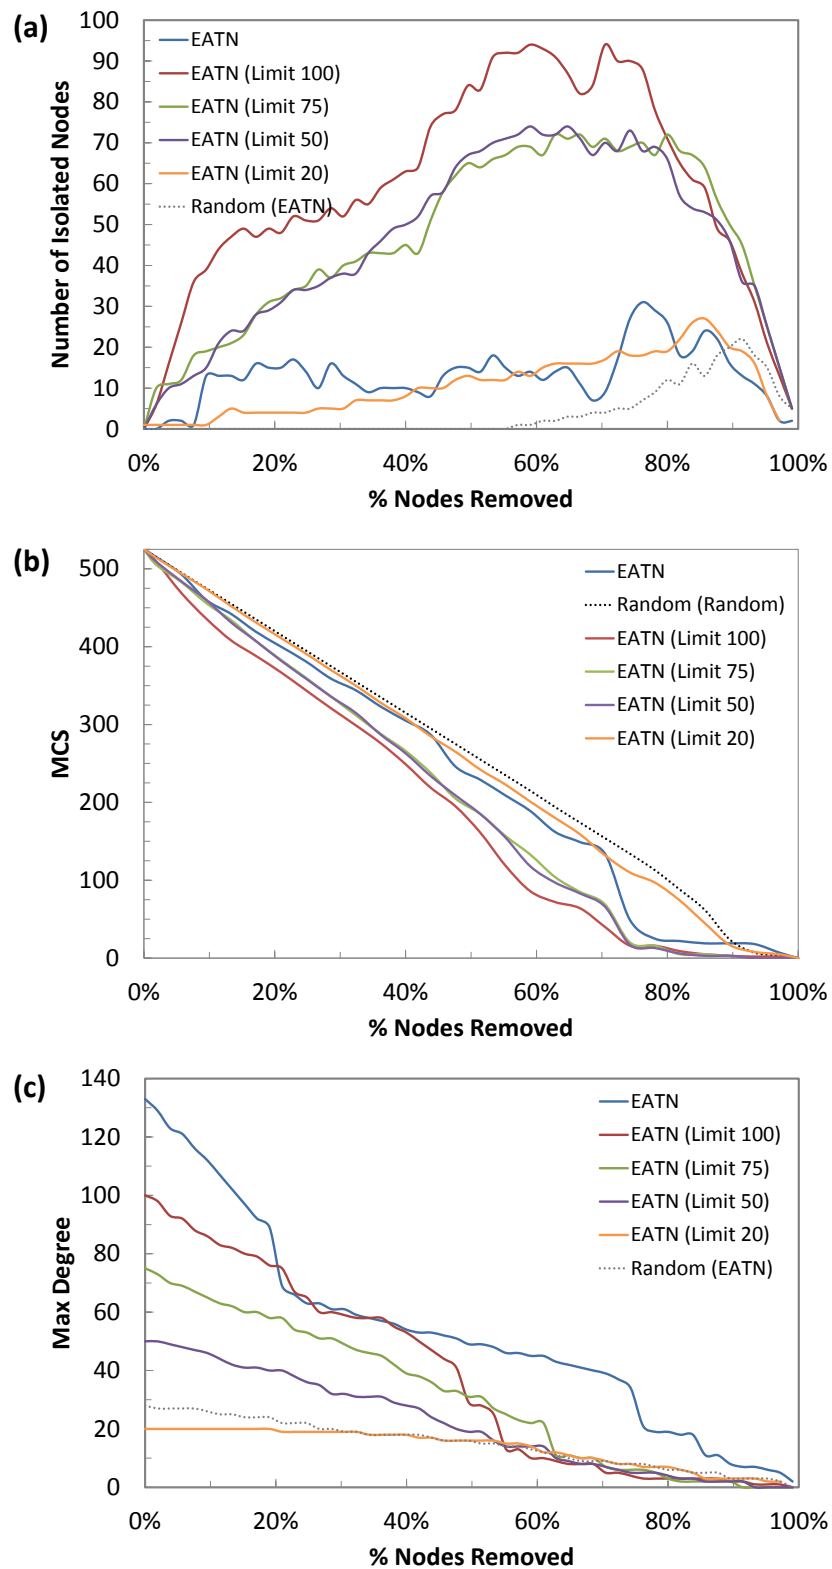 (a)
Number of Isolated Nodes
100
90
80
70
60
50
40
30
20
10
0
EATN
EATN (Limit 100)
EATN (Limit 75)
EATN (Limit 50)
EATN (Limit 20)
Random (EATN)
0% 20% 40% 60% 80% 100%
% Nodes Removed
(b)
MCS
500
400
300
200
100
0
EATN
Random (Random)
EATN (Limit 100)
EATN (Limit 75)
EATN (Limit 50)
EATN (Limit 20)
0% 20% 40% 60% 80% 100%
% Nodes Removed
(c)
Max Degree
140
120
100
80
60
40
20
0
EATN
EATN (Limit 100)
EATN (Limit 75)
EATN (Limit 50)
EATN (Limit 20)
Random (EATN)
0% 20% 40% 60% 80% 100%
% Nodes Removed